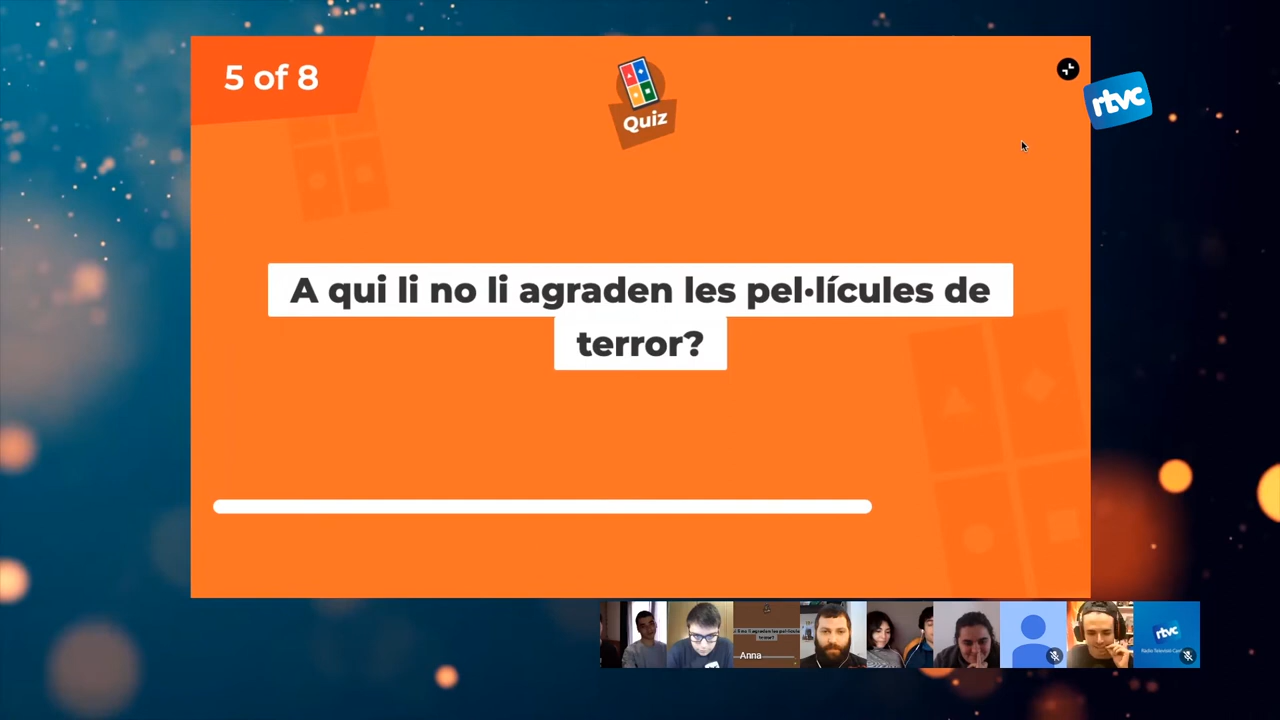 5 of 8
Quiz
rtvc
A qui li no li agraden les pel·lícules de
terror?
Anna
rtvc